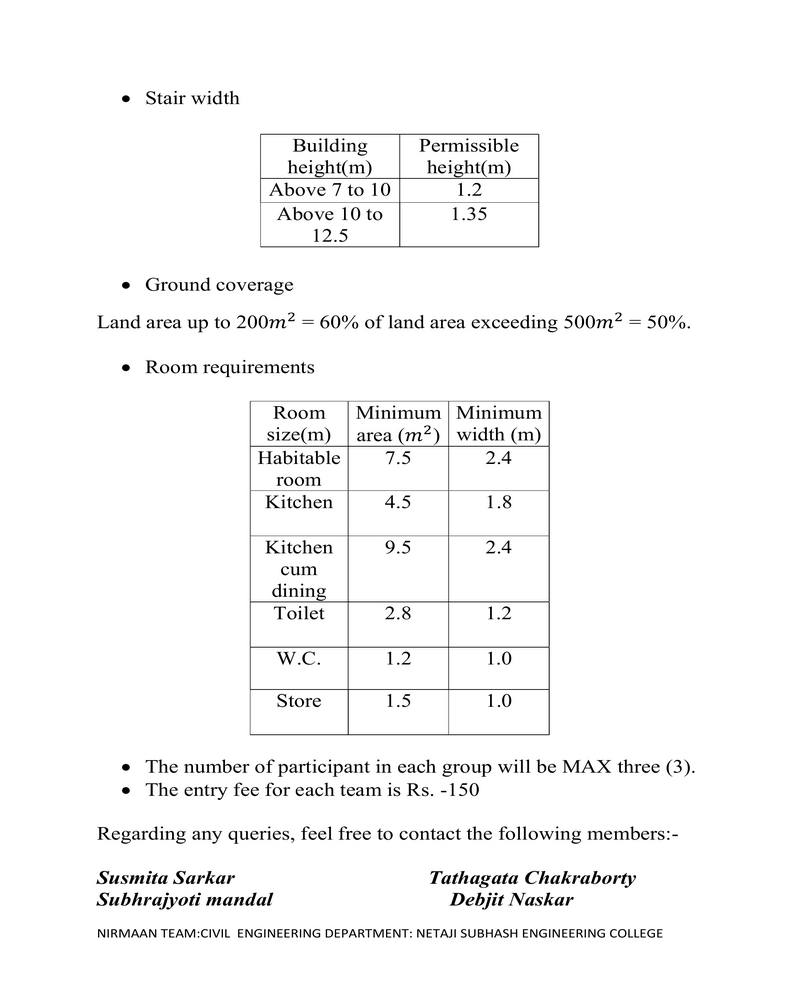 • Stair width
Building Permissible
height(m) height(m)
Above 7 to 10 1.2
Above 10 to 1.35
12.5
• Ground coverage
Land area up to 200m² = 60% of land area exceeding 500m² = 50%.
• Room requirements
Room Minimum Minimum
size(m) area (m²) width (m)
Habitable 7.5 2.4
room
Kitchen 4.5 1.8
Kitchen 9.5 2.4
cum
dining
Toilet 2.8 1.2
W.C. 1.2 1.0
Store 1.5 1.0
• The number of participant in each group will be MAX three (3).
• The entry fee for each team is Rs. -150
Regarding any queries, feel free to contact the following members:-
Susmita Sarkar Tathagata Chakraborty
Subhrajyoti mandal Debjit Naskar
NIRMAAN TEAM:CIVIL ENGINEERING DEPARTMENT: NETAJI SUBHASH ENGINEERING COLLEGE